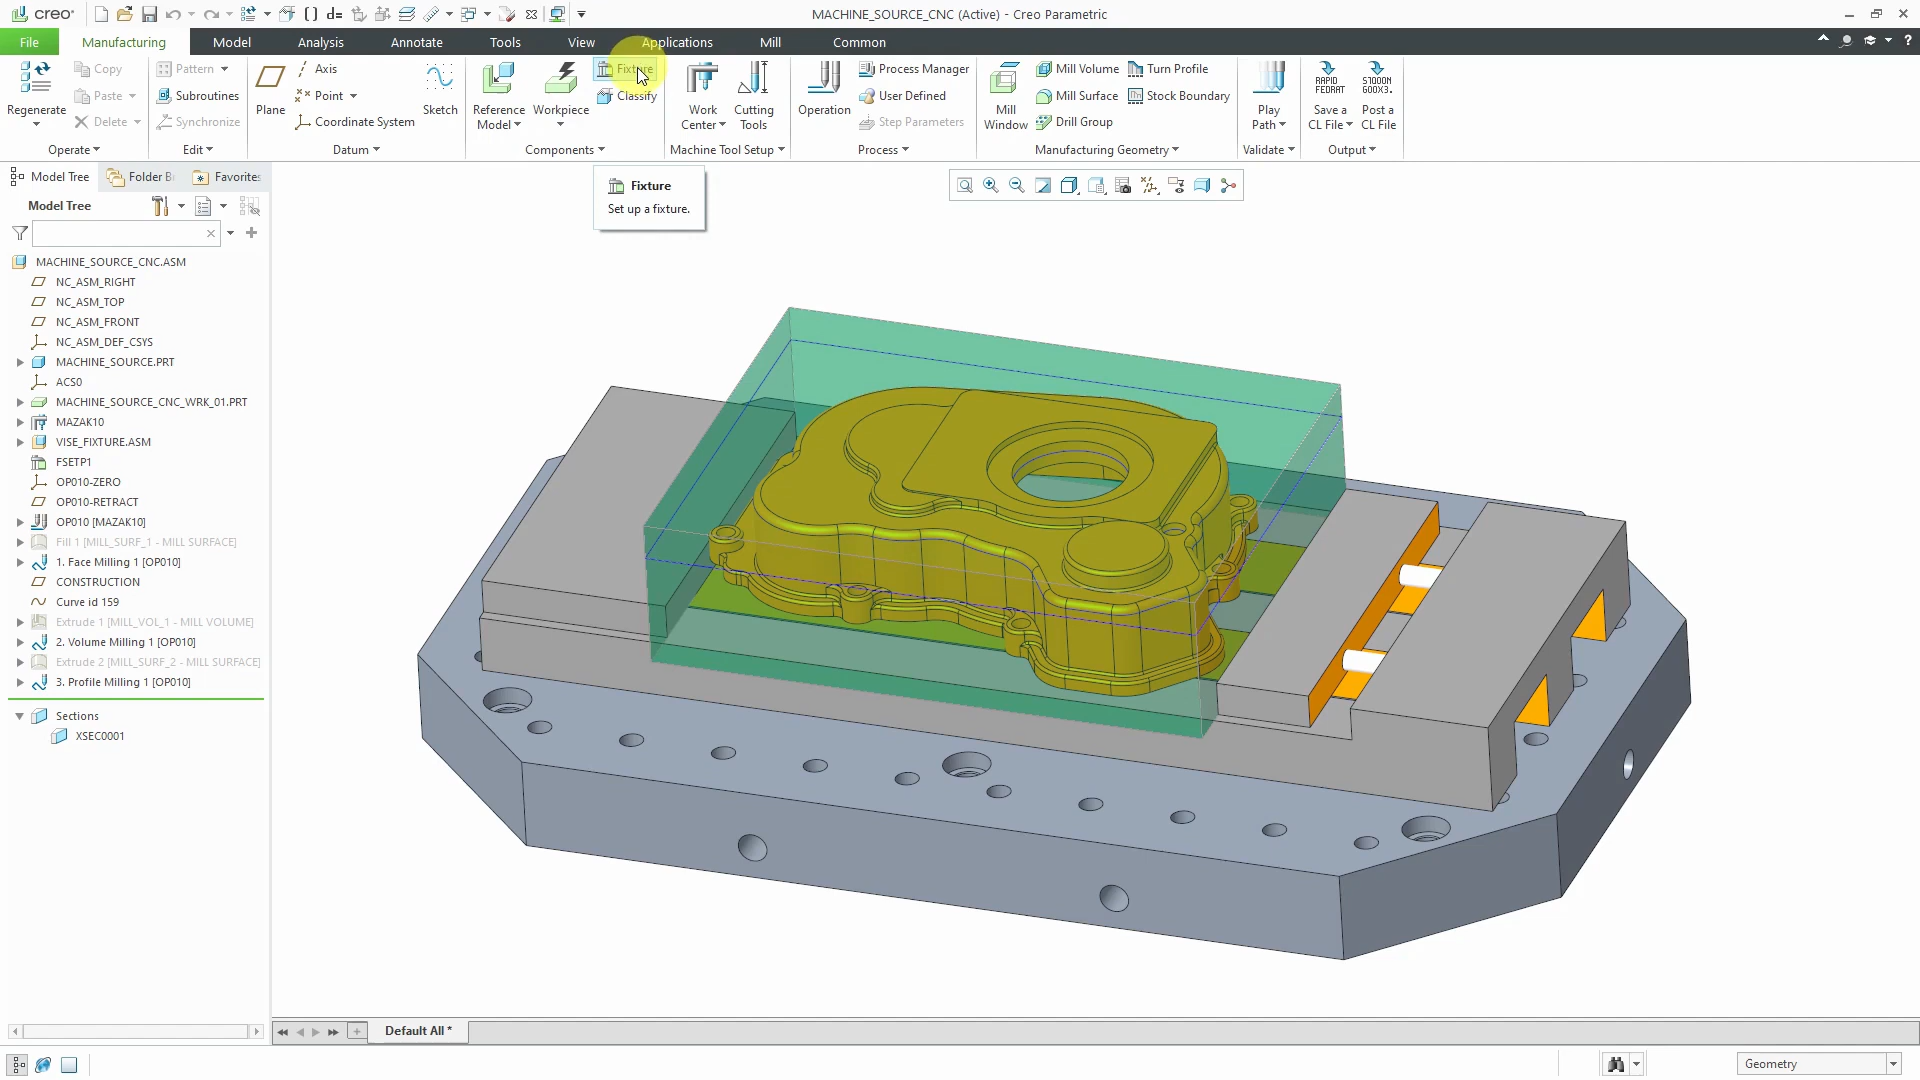 creo
d=
MACHINE_SOURCE_CNC (Active) - Creo Parametric
File
Manufacturing
Model
Analysis
Annotate
Tools
View
Applications
Mill
Common
Regenerate
Copy
Paste
Delete
Operate
Pattern
Subroutines
Synchronize
Edit
Plane
Axis
Point
Coordinate System
Sketch
Datum
Reference
Model
Workpiece
Fixture
Classify
Components
Work
Center
Cutting
Tools
Machine Tool Setup
Operation
Process Manager
User Defined
Step Parameters
Process
Mill
Window
Mill Volume
Mill Surface
Drill Group
Turn Profile
Stock Boundary
Manufacturing Geometry
Play
Path
Validate
RAPID
FEDRAT
Save a
CL File
S1000N
G00X3.
Post a
CL File
Output
Fixture
Set up a fixture.
Model Tree
Folder B
Favorites
Model Tree
MACHINE_SOURCE_CNC.ASM
NC_ASM_RIGHT
NC_ASM_TOP
NC_ASM_FRONT
NC_ASM_DEF_CSYS
MACHINE_SOURCE.PRT
ACS0
MACHINE_SOURCE_CNC_WRK_01.PRT
MAZAK10
VISE_FIXTURE.ASM
FSETP1
OP010-ZERO
OP010-RETRACT
OP010 [MAZAK10]
Fill 1 [MILL_SURF_1 - MILL SURFACE]
1. Face Milling 1 [OP010]
CONSTRUCTION
Curve id 159
Extrude 1 [MILL_VOL_1 - MILL VOLUME]
2. Volume Milling 1 [OP010]
Extrude 2 [MILL_SURF_2 - MILL SURFACE]
3. Profile Milling 1 [OP010]
Sections
XSEC0001
Default All *
Geometry